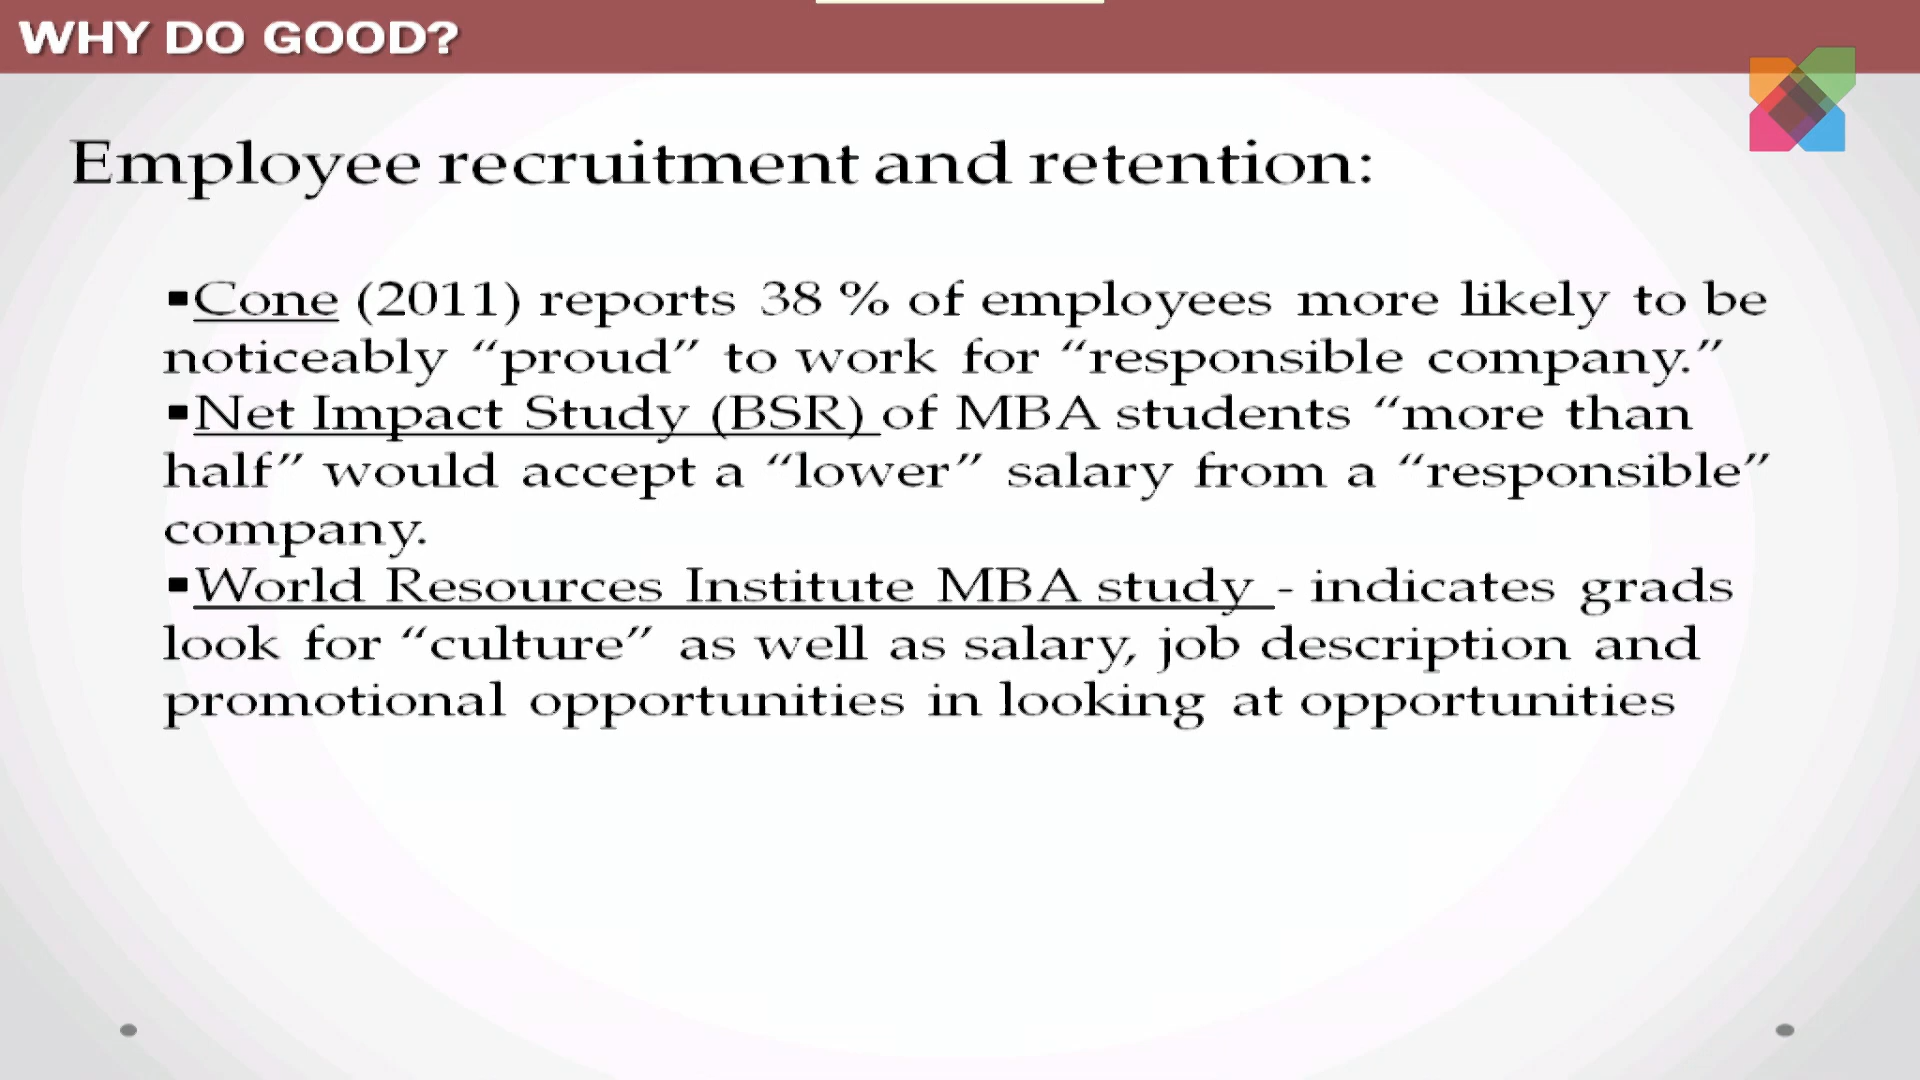 WHY DO GOOD?
Employee recruitment and retention:
▪Cone (2011) reports 38 % of employees more likely to be
noticeably “proud” to work for “responsible company.”
▪Net Impact Study (BSR) of MBA students “more than
half” would accept a “lower” salary from a “responsible”
company.
▪World Resources Institute MBA study - indicates grads
look for “culture” as well as salary, job description and
promotional opportunities in looking at opportunities